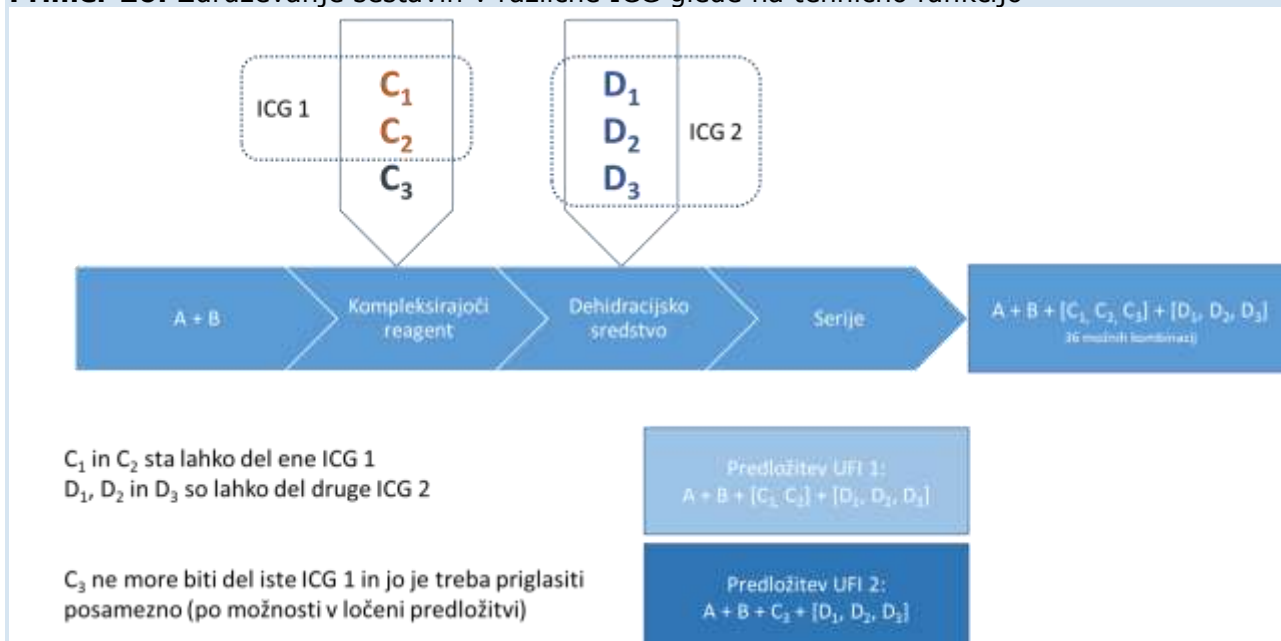 ICG 1
C₁
C₂
C₃
D₁
D₂
D₃
ICG 2
A + B
Kompleksirajoči
reagent
Dehidracijsko
sredstvo
Serije
A + B + [C₁, C₂, C₃] + [D₁, D₂, D₃]
36 možnih kombinacij
C₁ in C₂ sta lahko del ene ICG 1
D₁, D₂ in D₃ so lahko del druge ICG 2
Predložitev UFI 1:
A + B + [C₁, C₂] + [D₁, D₂, D₃]
C₃ ne more biti del iste ICG 1 in jo je treba priglasiti
posamezno (po možnosti v ločeni predložitvi)
Predložitev UFI 2:
A + B + C₃ + [D₁, D₂, D₃]